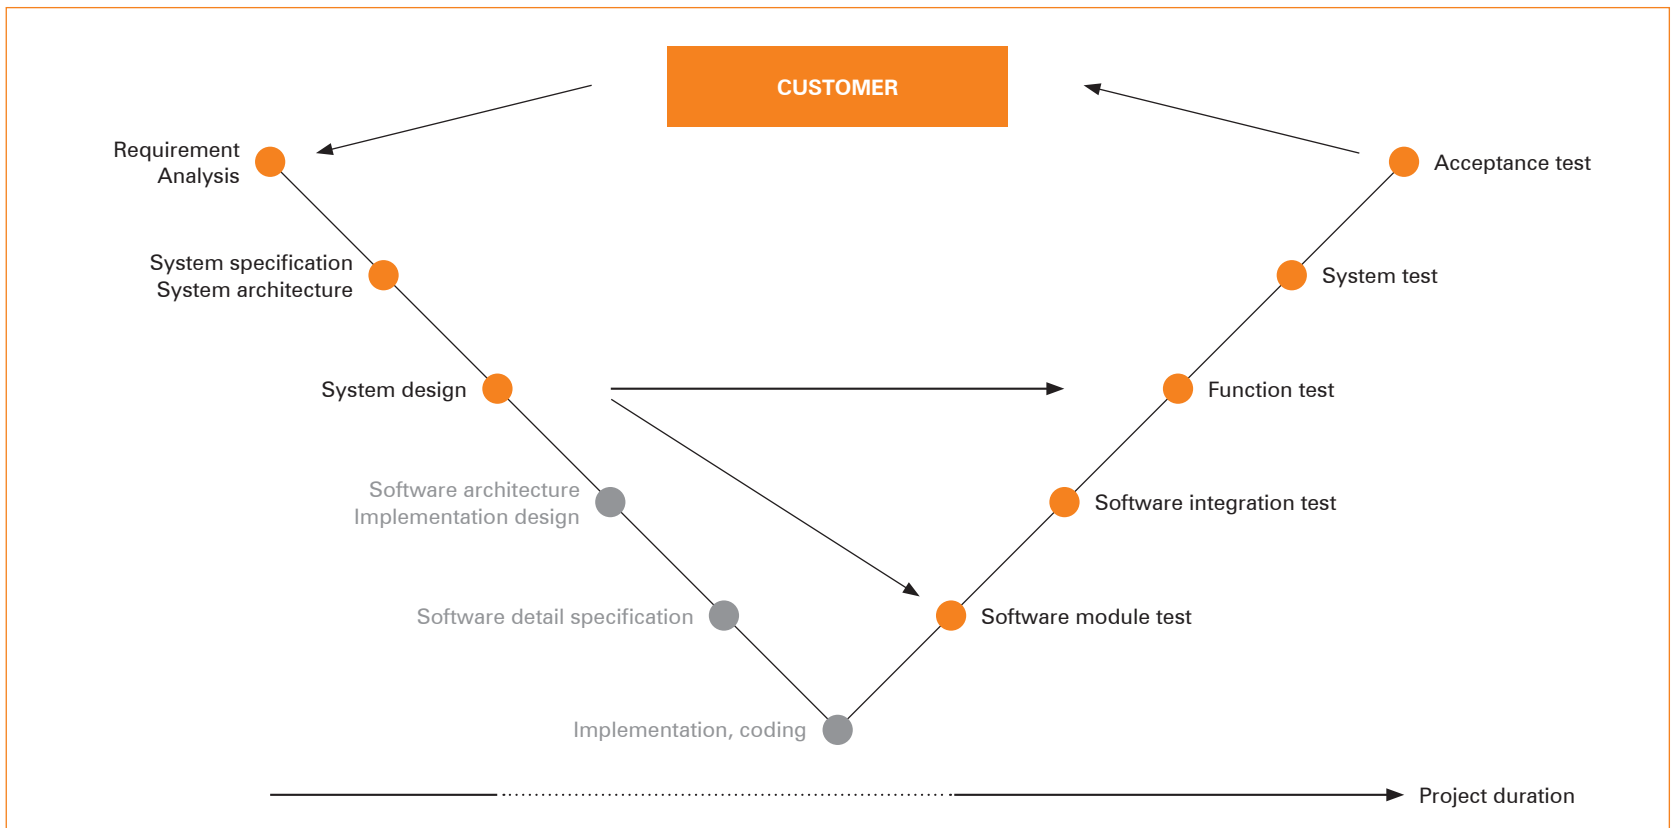 CUSTOMER
Requirement
Analysis
Acceptance test
System specification
System architecture
System test
System design
Function test
Software architecture
Implementation design
Software integration test
Software detail specification
Software module test
Implementation, coding
Project duration